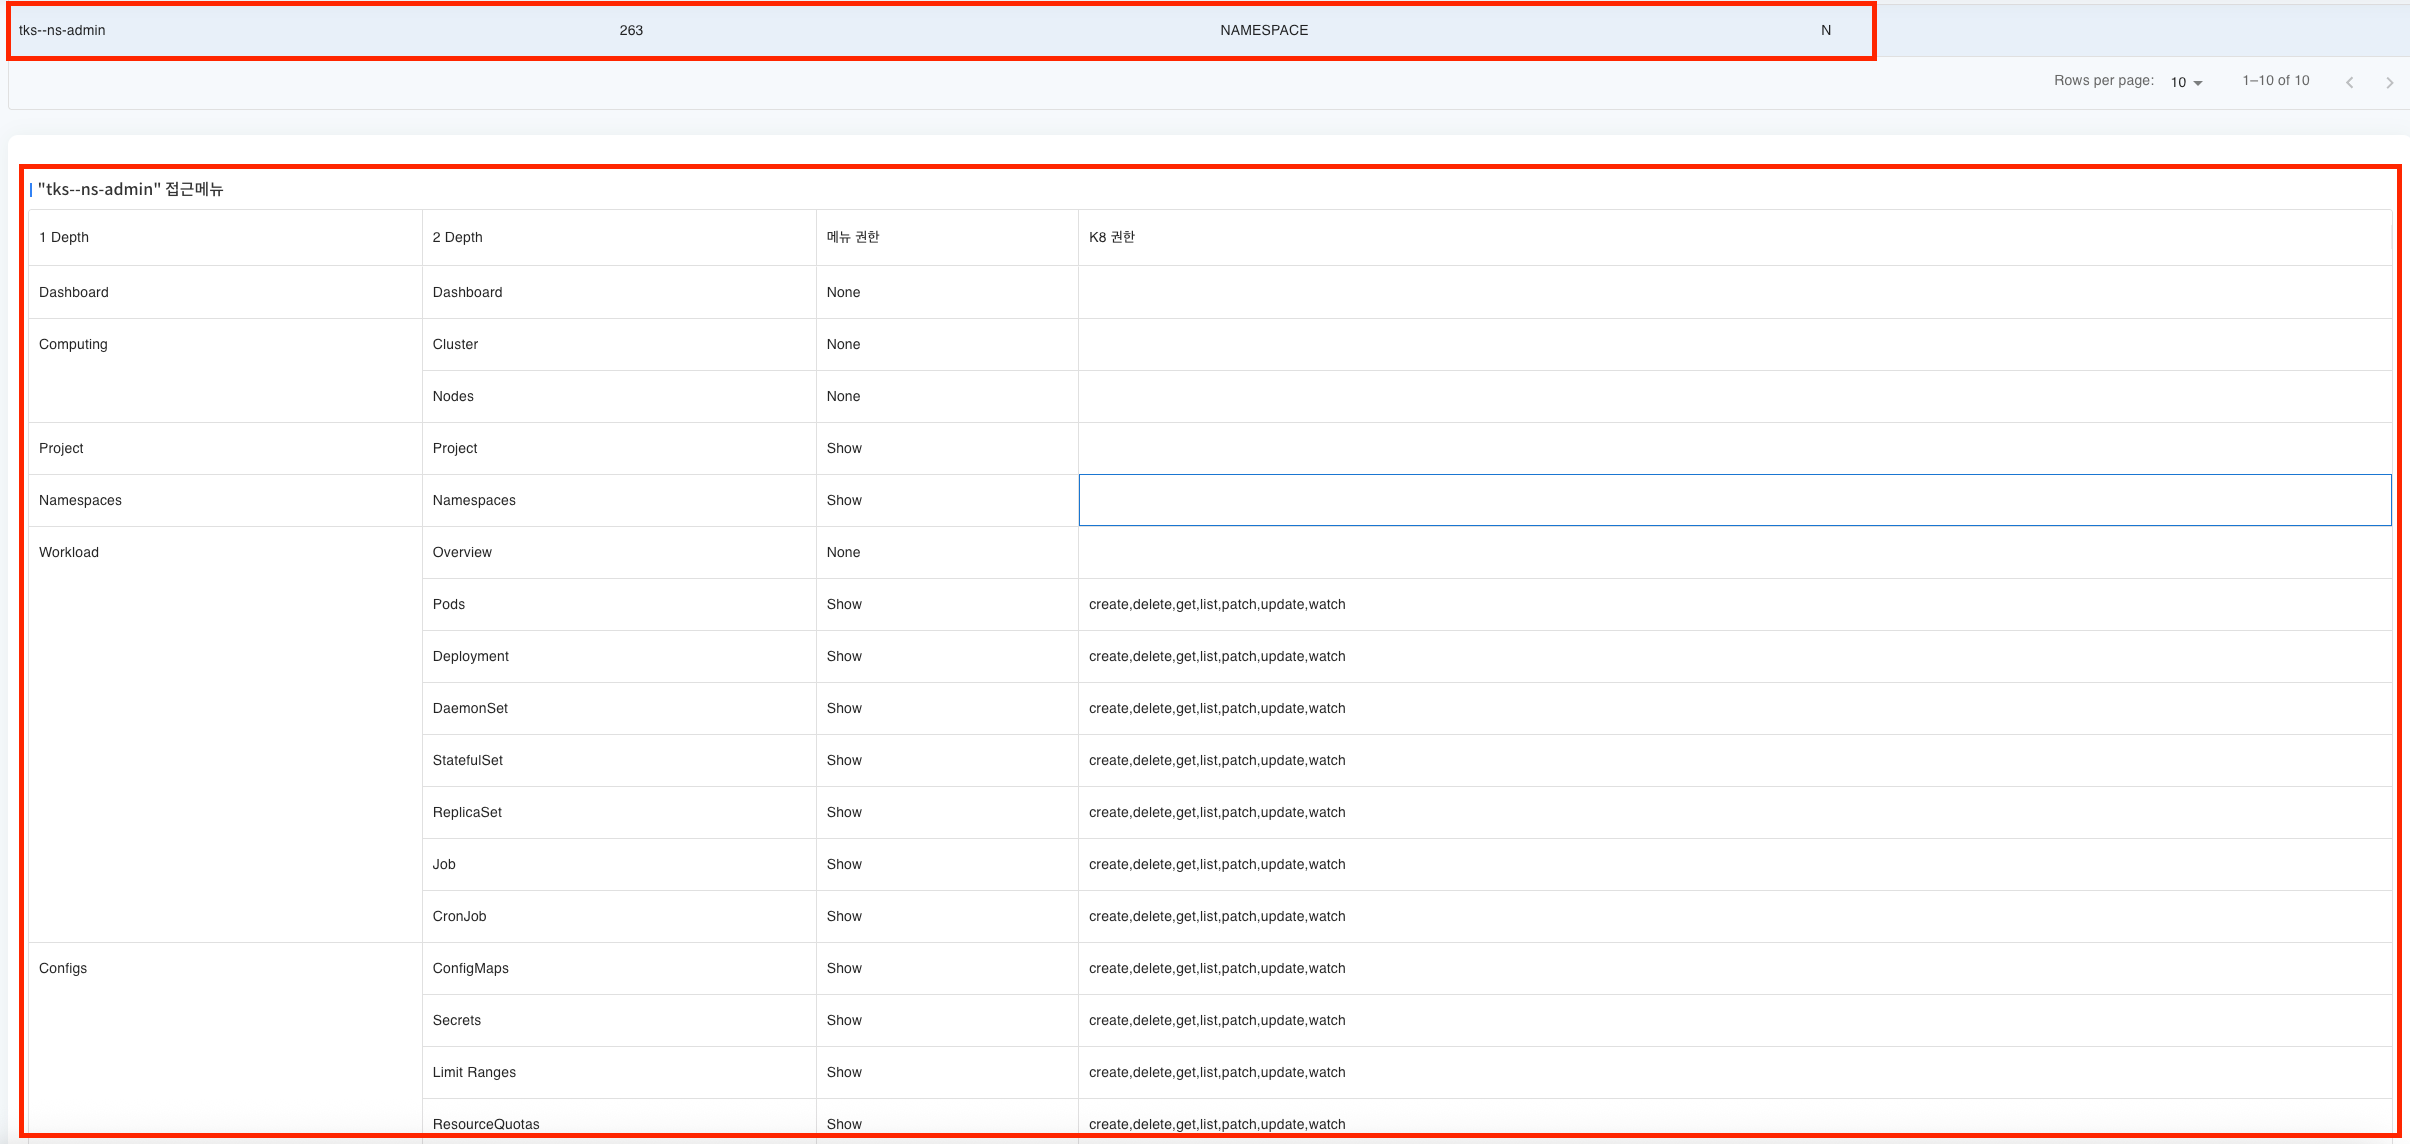 tks--ns-admin 263 NAMESPACE N
Rows per page: 10 1–10 of 10
"tks--ns-admin" 접근메뉴
1 Depth 2 Depth 메뉴 권한 K8 권한
Dashboard Dashboard None
Computing Cluster None
Nodes None
Project Project Show
Namespaces Namespaces Show
Workload Overview None
Pods Show create,delete,get,list,patch,update,watch
Deployment Show create,delete,get,list,patch,update,watch
DaemonSet Show create,delete,get,list,patch,update,watch
StatefulSet Show create,delete,get,list,patch,update,watch
ReplicaSet Show create,delete,get,list,patch,update,watch
Job Show create,delete,get,list,patch,update,watch
CronJob Show create,delete,get,list,patch,update,watch
Configs ConfigMaps Show create,delete,get,list,patch,update,watch
Secrets Show create,delete,get,list,patch,update,watch
Limit Ranges Show create,delete,get,list,patch,update,watch
ResourceQuotas Show create,delete,get,list,patch,update,watch